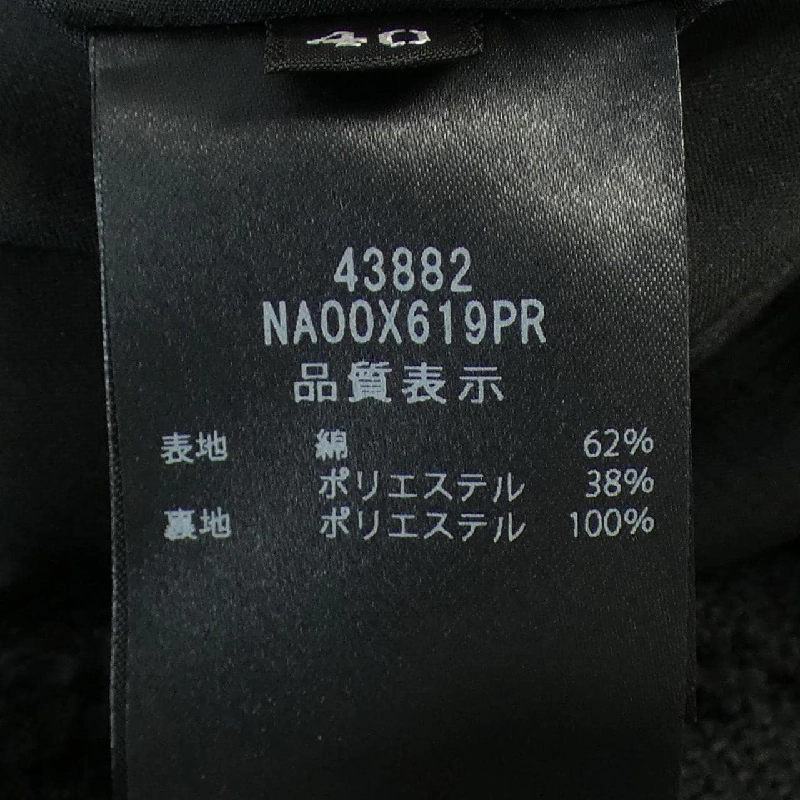 40
43882
NA00X619PR
品質表示
表地 綿 62%
ポリエステル 38%
裏地 ポリエステル 100%